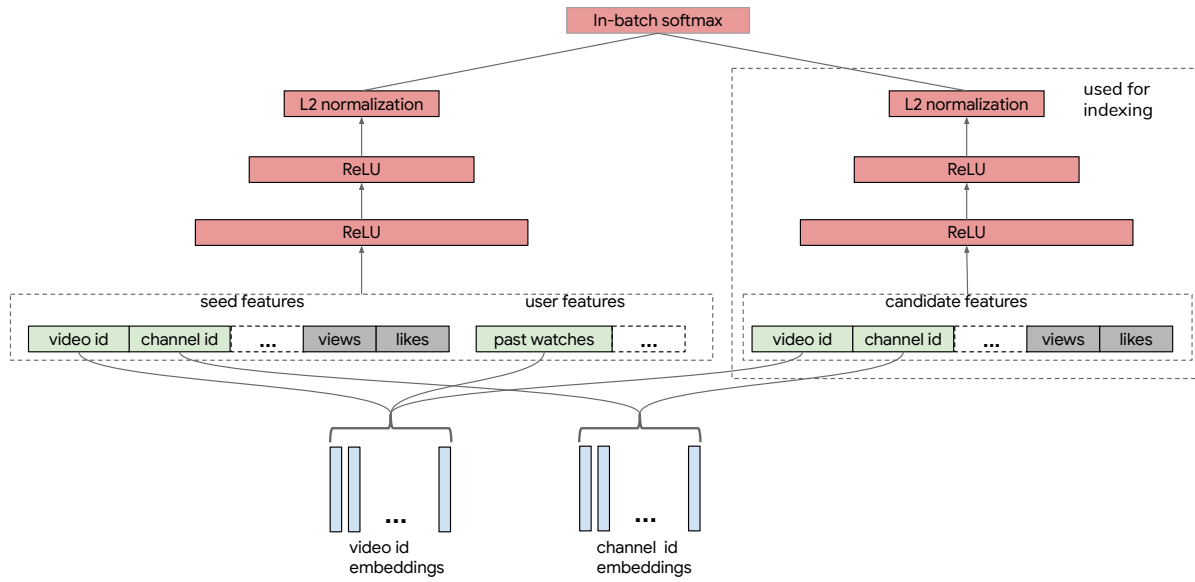 In-batch softmax
L2 normalization
ReLU
ReLU
seed features
user features
video id
channel id
...
views
likes
past watches
...
used for
indexing
L2 normalization
ReLU
ReLU
candidate features
video id
channel id
...
views
likes
...
video id
embeddings
...
channel id
embeddings